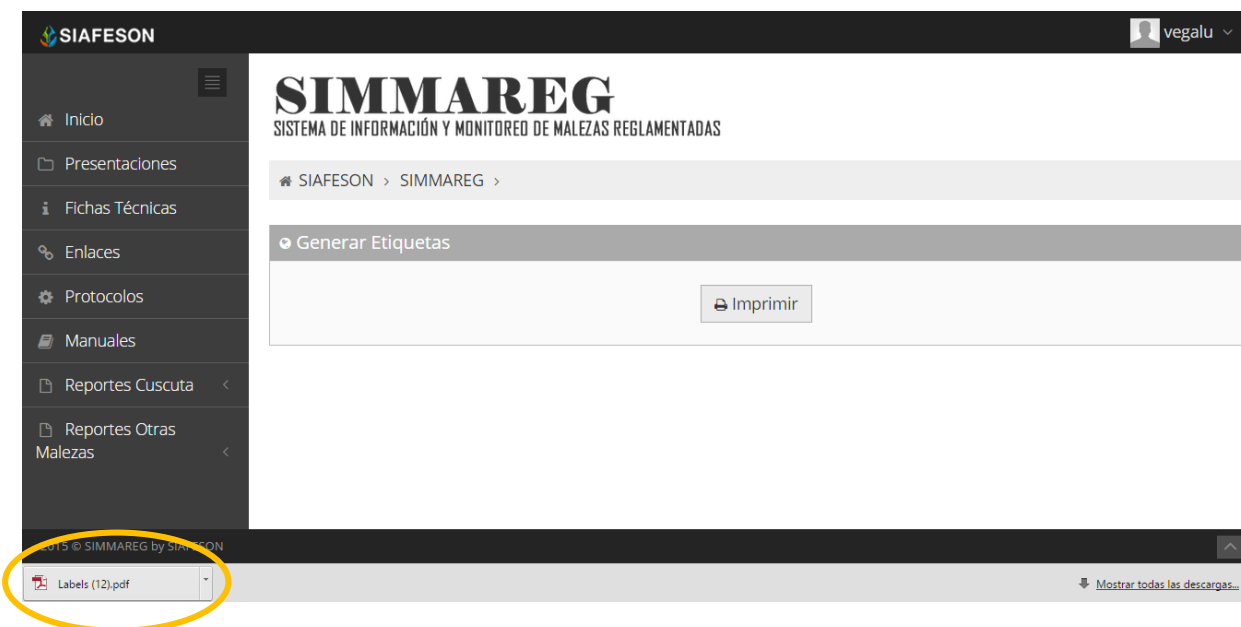 SIAFESON
vegalu
Inicio
Presentaciones
Fichas Técnicas
Enlaces
Protocolos
Manuales
Reportes Cuscuta
Reportes Otras
Malezas
SIMMAREG
SISTEMA DE INFORMACIÓN Y MONITOREO DE MALEZAS REGLAMENTADAS
SIAFESON > SIMMAREG >
Generar Etiquetas
Imprimir
2015 © SIMMAREG by SIAFESON
Labels (12).pdf
Mostrar todas las descargas...